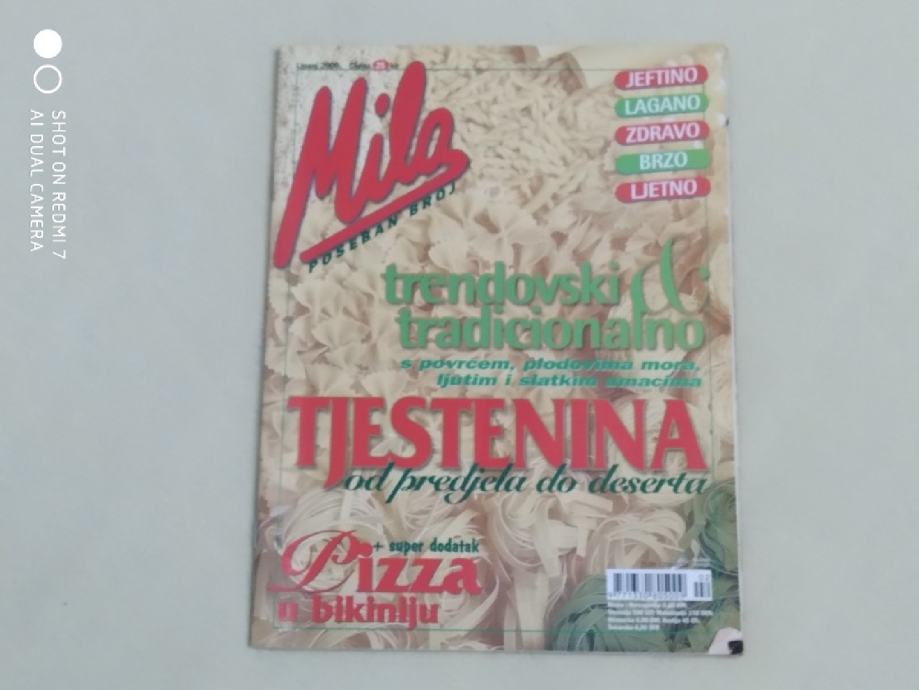 SHOT ON REDMI 7
AI DUAL CAMERA
Mila
POSEBAN BROJ
JEFTINO
LAGANO
ZDRAVO
BRZO
LJETNO
trendovski &
tradicionalno
s povrćem, plodovima mora,
ljutim i slatkim umacima
TJESTENINA
od predjela do deserta
+ super dodatak
Pizza
u bikiniju